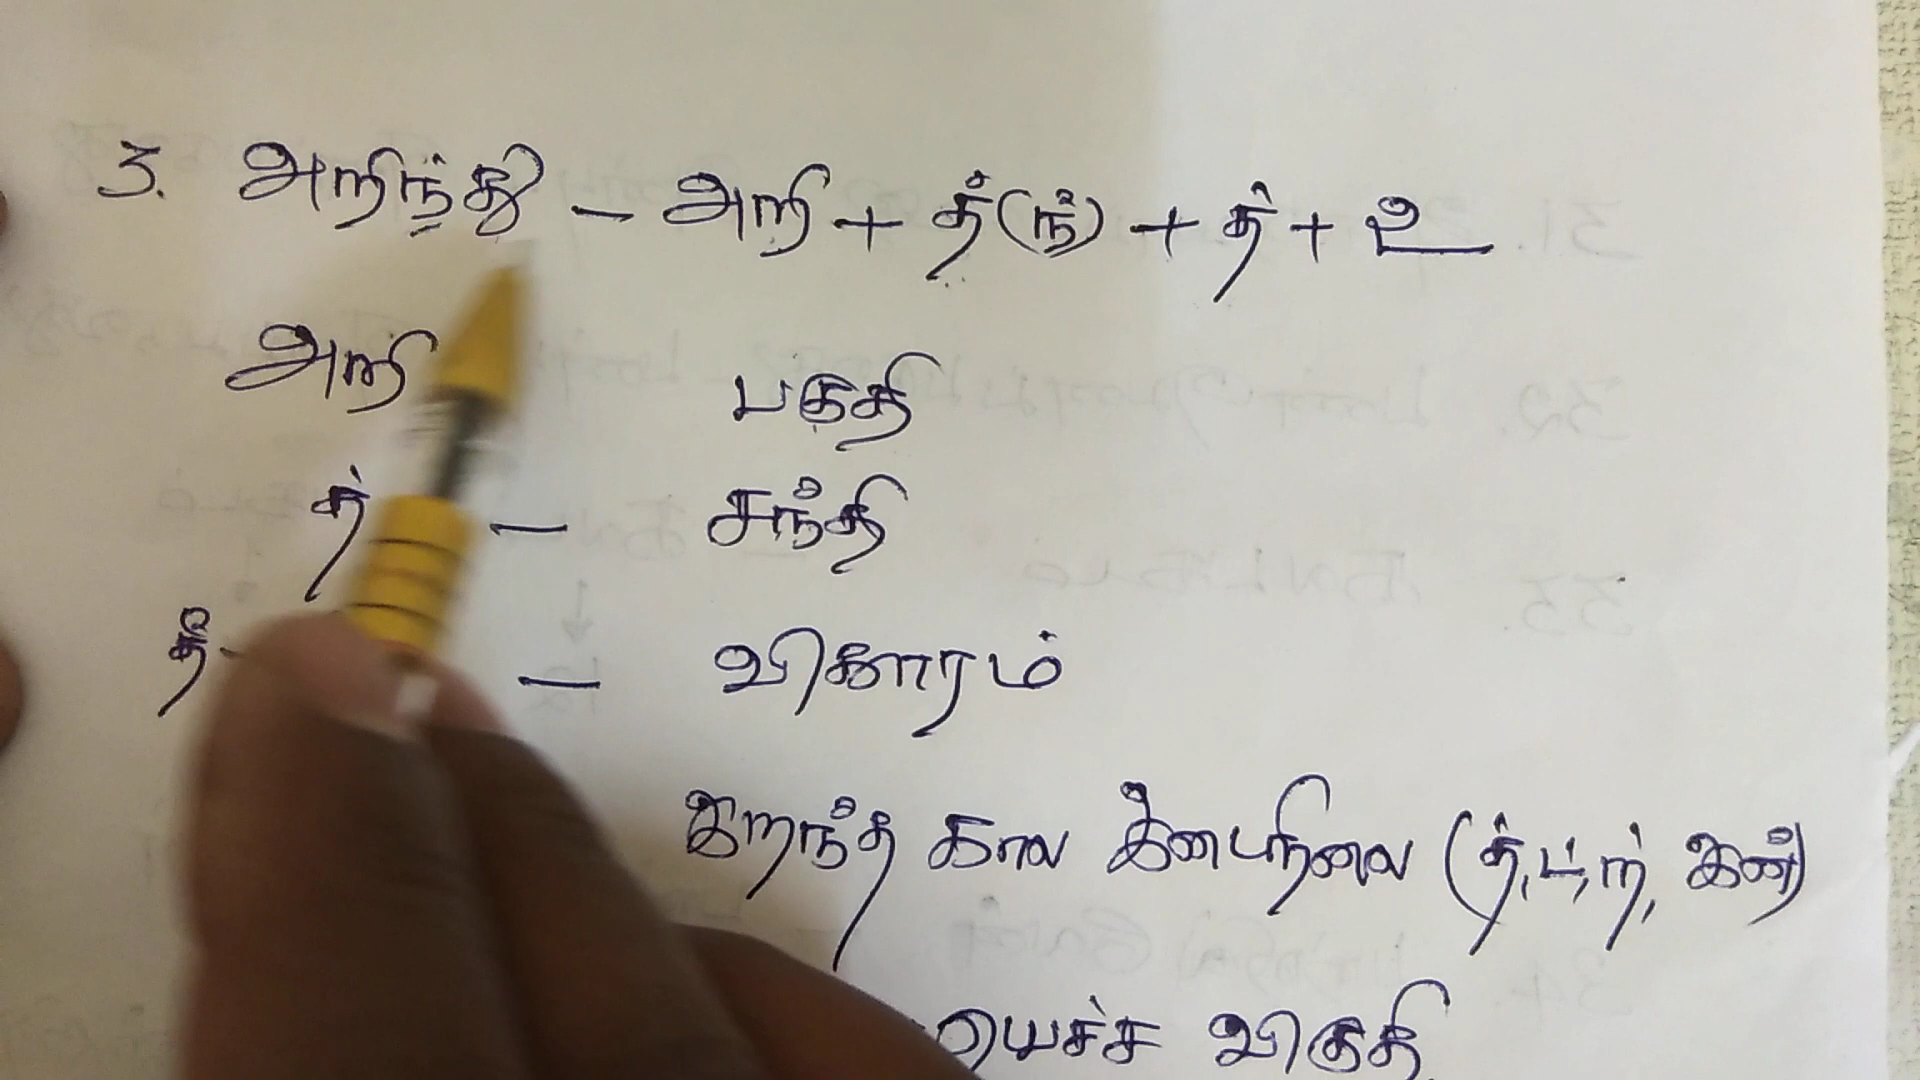 3. அறிந்து – அறி + த்(ந்) + த் + உ
அறி பகுதி
த் – சந்தி
த் – விகாரம்
இறந்த கால இடைநிலை (த்,ட்,ற், இன்)
விகுதி